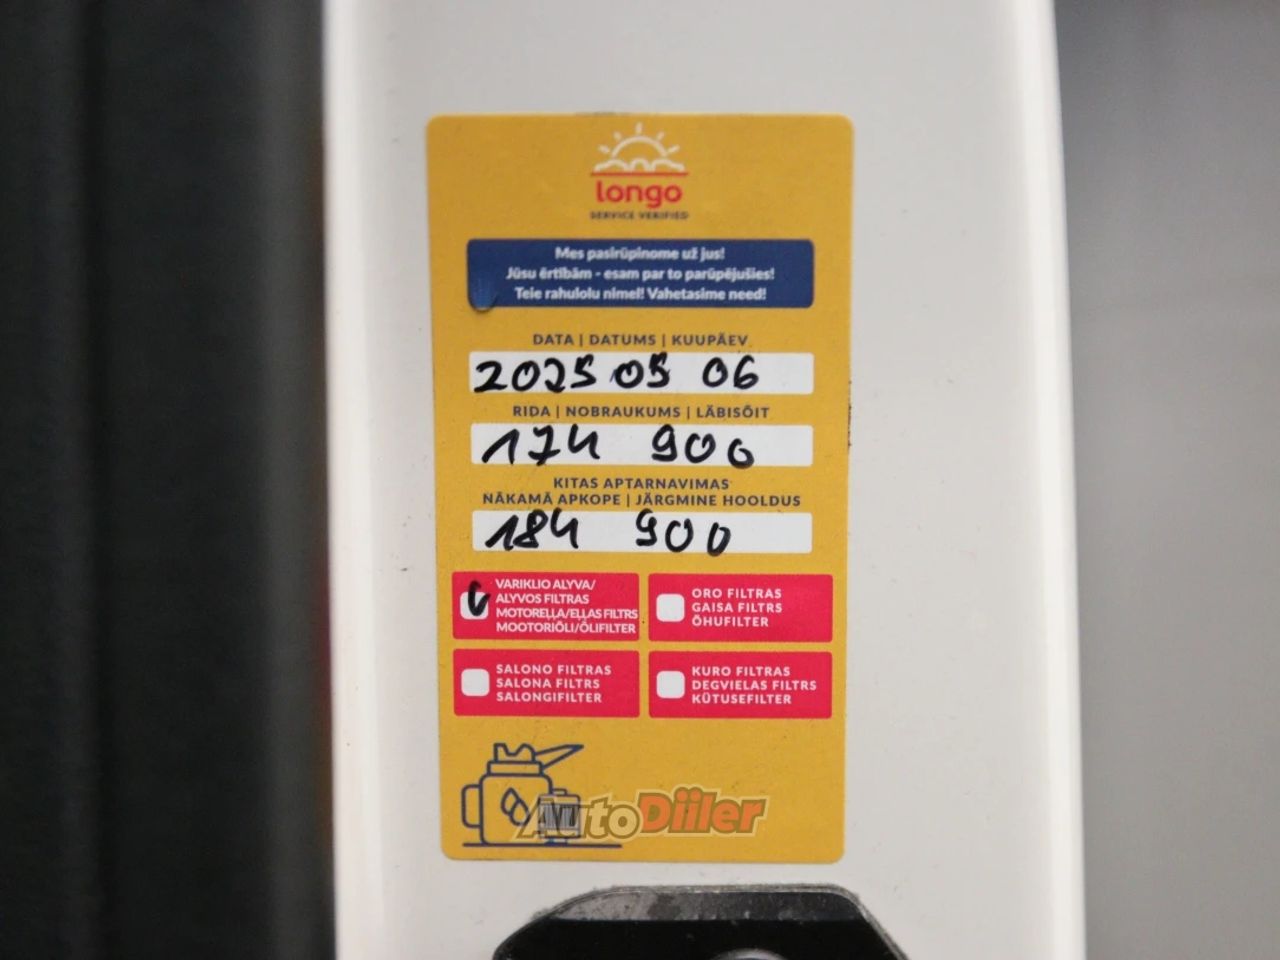 longo
SERVICE VERIFIED
Mes pasirūpinome už jus!
Jūsu ērtībām - esam par to parūpējušies!
Teie rahulolu nimel! Vahetasime need!
DATA | DATUMS | KUUPÄEV
2025 05 06
RIDA | NOBRAUKUMS | LÄBISÕIT
174 900
KITAS APTARNAVIMAS
NĀKAMĀ APKOPE | JÄRGMINE HOOLDUS
184 900
VARIKLIO ALYVA/
ALYVOS FILTRAS
MOTOREĻĻA/EĻĻAS FILTRS
MOOTORIÕLI/ÕLIFILTER
ORO FILTRAS
GAISA FILTRS
ÕHUFILTER
SALONO FILTRAS
SALONA FILTRS
SALONGIFILTER
KURO FILTRAS
DEGVIELAS FILTRS
KÜTUSEFILTER
AutoDiiler